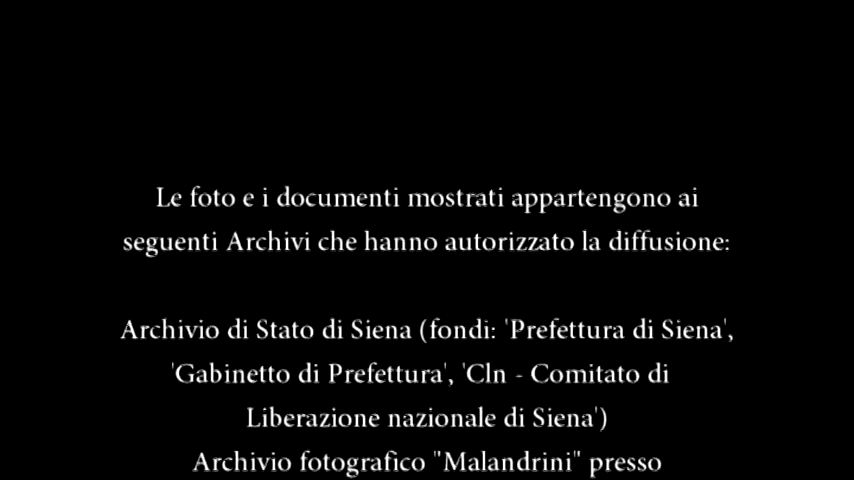 Le foto e i documenti mostrati appartengono ai
seguenti Archivi che hanno autorizzato la diffusione:
Archivio di Stato di Siena (fondi: 'Prefettura di Siena',
'Gabinetto di Prefettura', 'Cln - Comitato di
Liberazione nazionale di Siena')
Archivio fotografico "Malandrini" presso